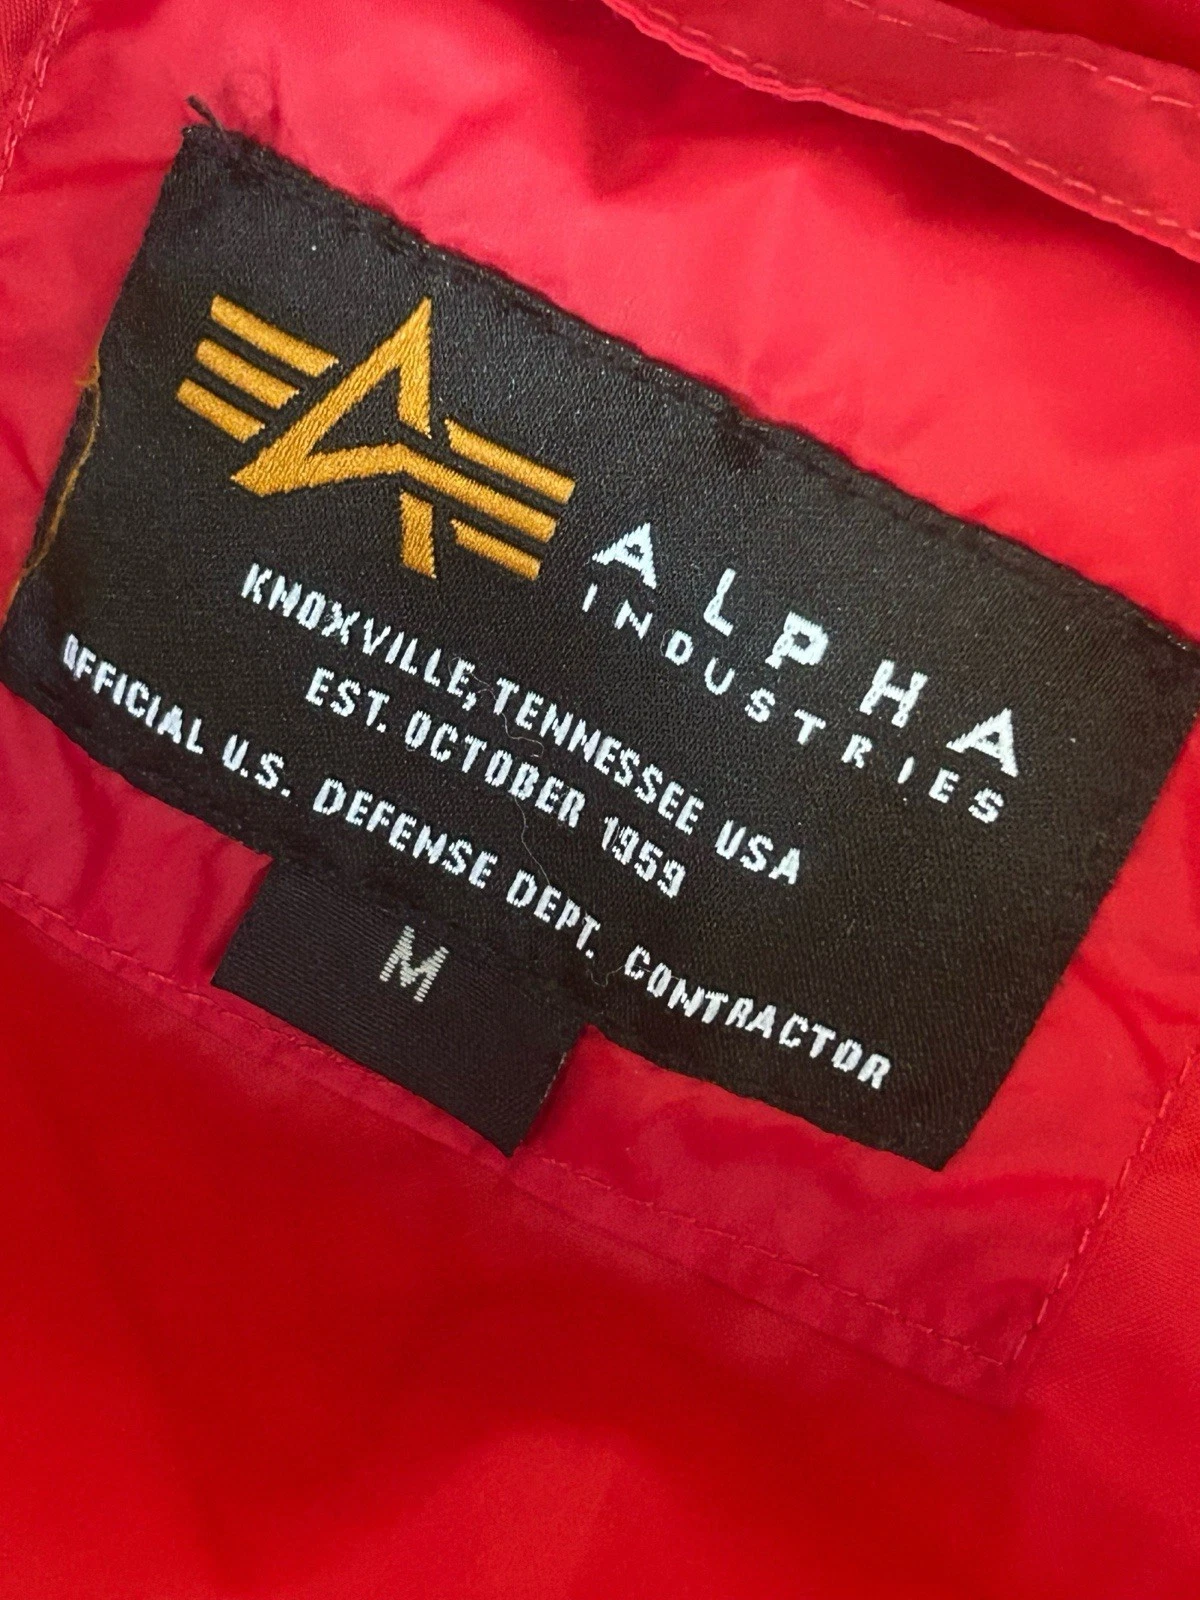 ALPHA
INDUSTRIES
KNOXVILLE, TENNESSEE USA
EST. OCTOBER 1959
OFFICIAL U.S. DEFENSE DEPT. CONTRACTOR
M